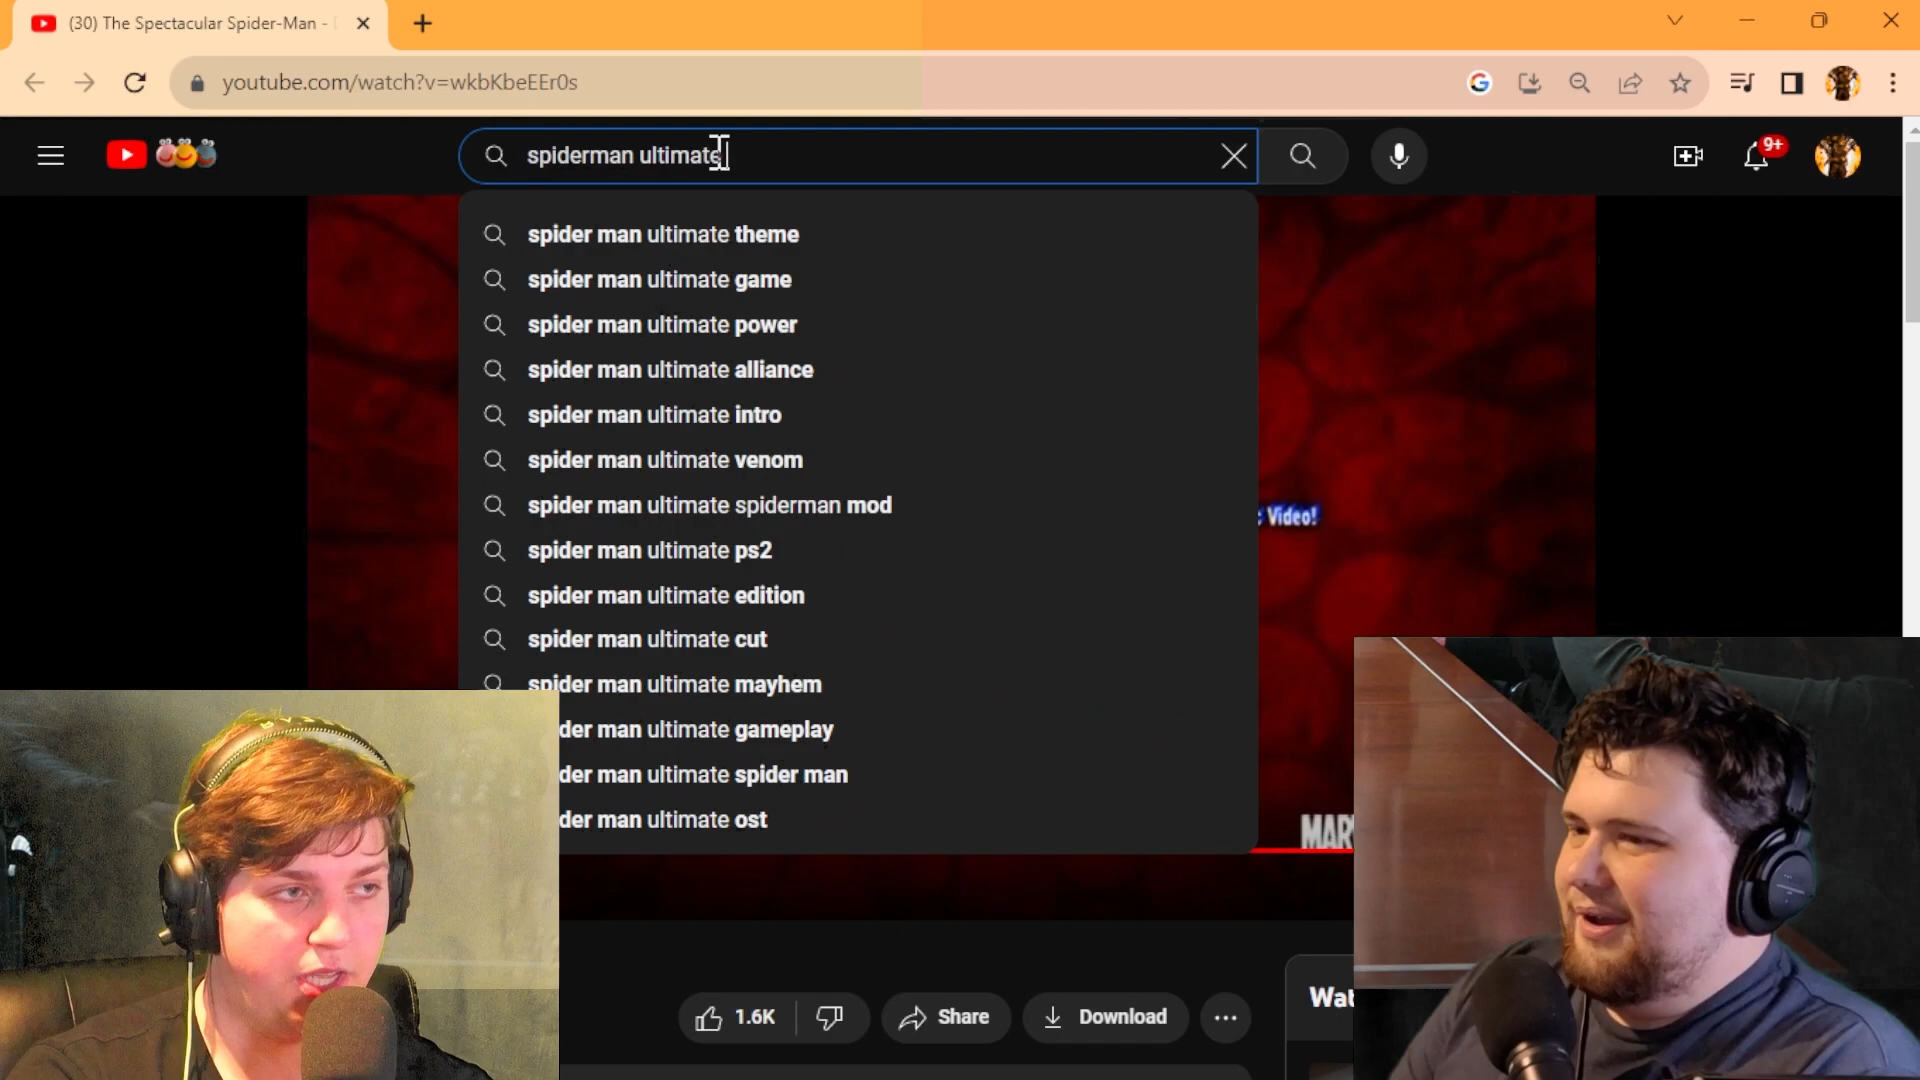 (30) The Spectacular Spider-Man -
youtube.com/watch?v=wkbKbeEEr0s
spiderman ultimate
9+
spider man ultimate theme
spider man ultimate game
spider man ultimate power
spider man ultimate alliance
spider man ultimate intro
spider man ultimate venom
spider man ultimate spiderman mod
Video!
spider man ultimate ps2
spider man ultimate edition
spider man ultimate cut
spider man ultimate mayhem
der man ultimate gameplay
der man ultimate spider man
der man ultimate ost
MARV
1.6K
Share
Download
Wat